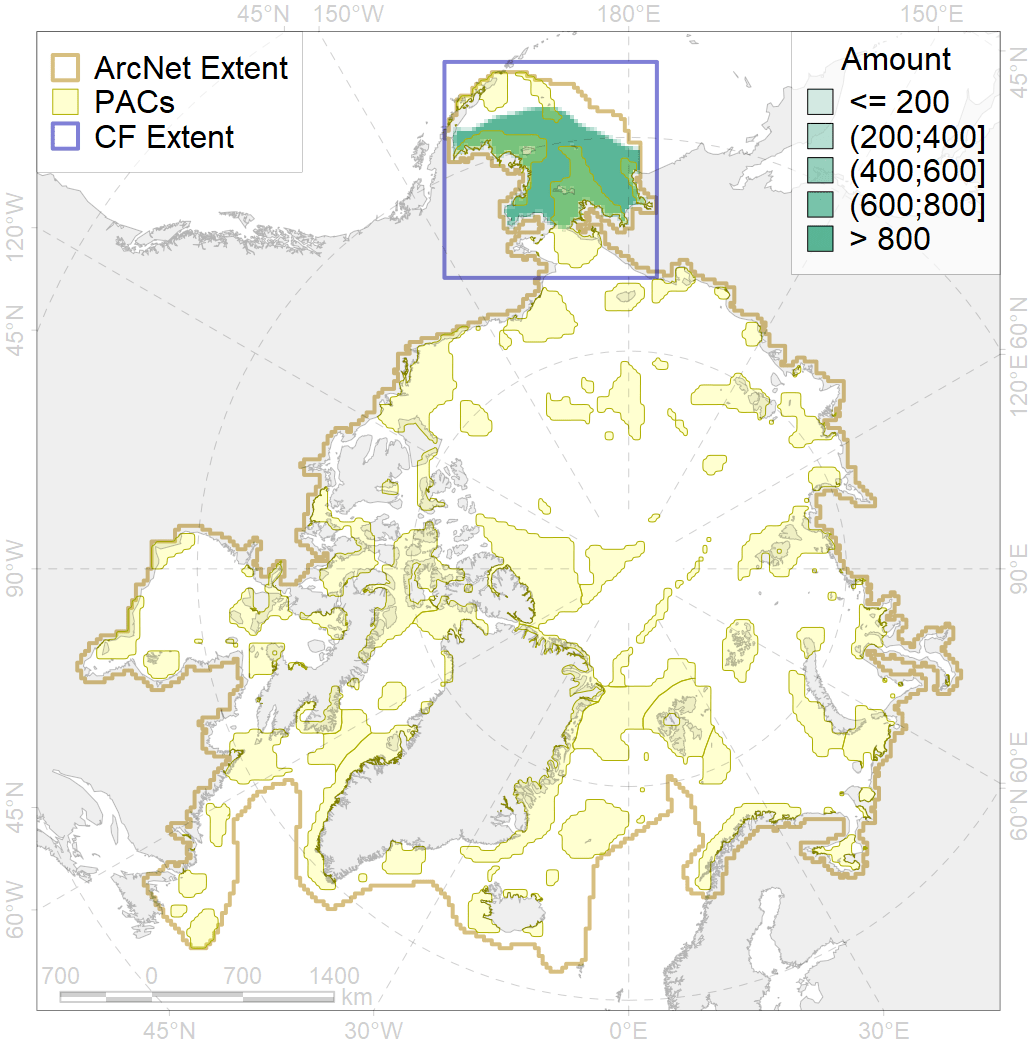 45°N 150°W 180°E 150°E
ArcNet Extent
PACs
CF Extent
Amount
<= 200
(200;400]
(400;600]
(600;800]
> 800
45°N
120°W
60°N
45°N
120°E
90°W
90°E
60°E
45°N
60°N
60°W
700 0 700 1400
km
45°N 30°W 0°E 30°E